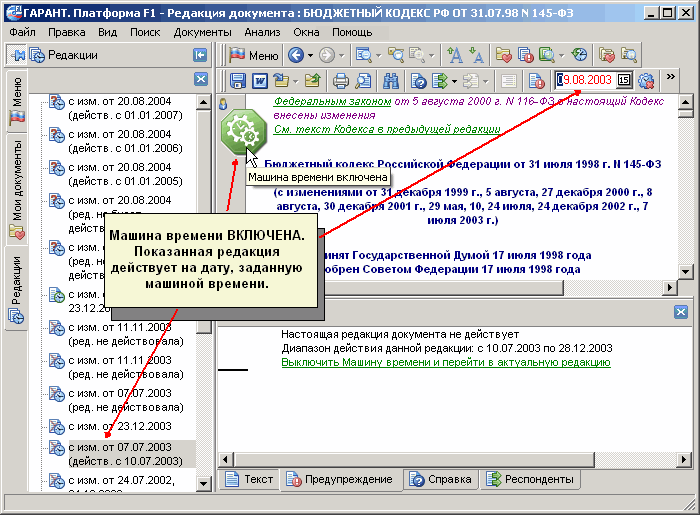 ГАРАНТ. Платформа F1 - Редакция документа : БЮДЖЕТНЫЙ КОДЕКС РФ ОТ 31.07.98 N 145-ФЗ
Файл Правка Вид Поиск Документы Анализ Окна Помощь
Редакции
Меню
9.08.2003
15
Меню
Мои документы
Редакции
с изм. от 20.08.2004
(действ. с 01.01.2007)
с изм. от 20.08.2004
(действ. с 01.01.2006)
с изм. от 20.08.2004
(действ. с 01.01.2005)
с изм. от 20.08.2004
(ред. не
действо
с изм. о
(ред. не
действо
с изм. о
23.12.20
с изм. от 11.11.2003
(ред. не действовала)
с изм. от 11.11.2003
(ред. не действовала)
с изм. от 07.07.2003
(ред. не действовала)
с изм. от 23.12.2003
с изм. от 07.07.2003
(действ. с 10.07.2003)
с изм. от 24.07.2002,
Федеральным законом от 5 августа 2000 г. N 116-ФЗ в настоящий Кодекс
внесены изменения
См. текст Кодекса в предыдущей редакции
Машина времени включена
Бюджетный кодекс Российской Федерации от 31 июля 1998 г. N 145-ФЗ
(с изменениями от 31 декабря 1999 г., 5 августа, 27 декабря 2000 г., 8
августа, 30 декабря 2001 г., 29 мая, 10, 24 июля, 24 декабря 2002 г., 7
июля 2003 г.)
инят Государственной Думой 17 июля 1998 года
обрен Советом Федерации 17 июля 1998 года
Машина времени ВКЛЮЧЕНА.
Показанная редакция
действует на дату, заданную
машиной времени.
Настоящая редакция документа не действует
Диапазон действия данной редакции: с 10.07.2003 по 28.12.2003
Выключить Машину времени и перейти в актуальную редакцию
Текст Предупреждение Справка Респонденты